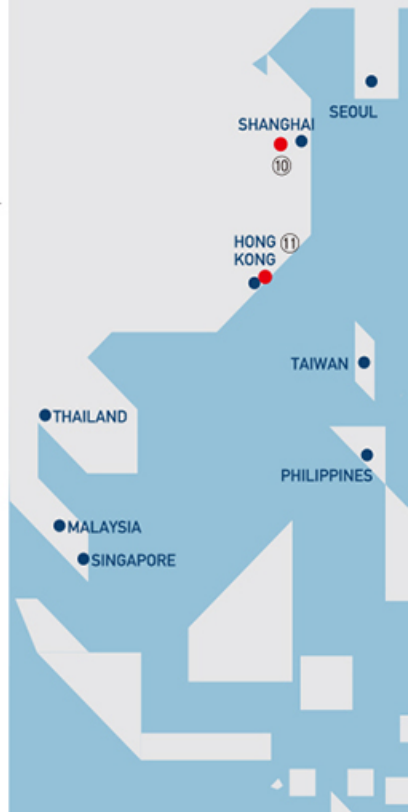 SEOUL
SHANGHAI
⑩
HONG ⑪
KONG
TAIWAN
THAILAND
PHILIPPINES
MALAYSIA
SINGAPORE